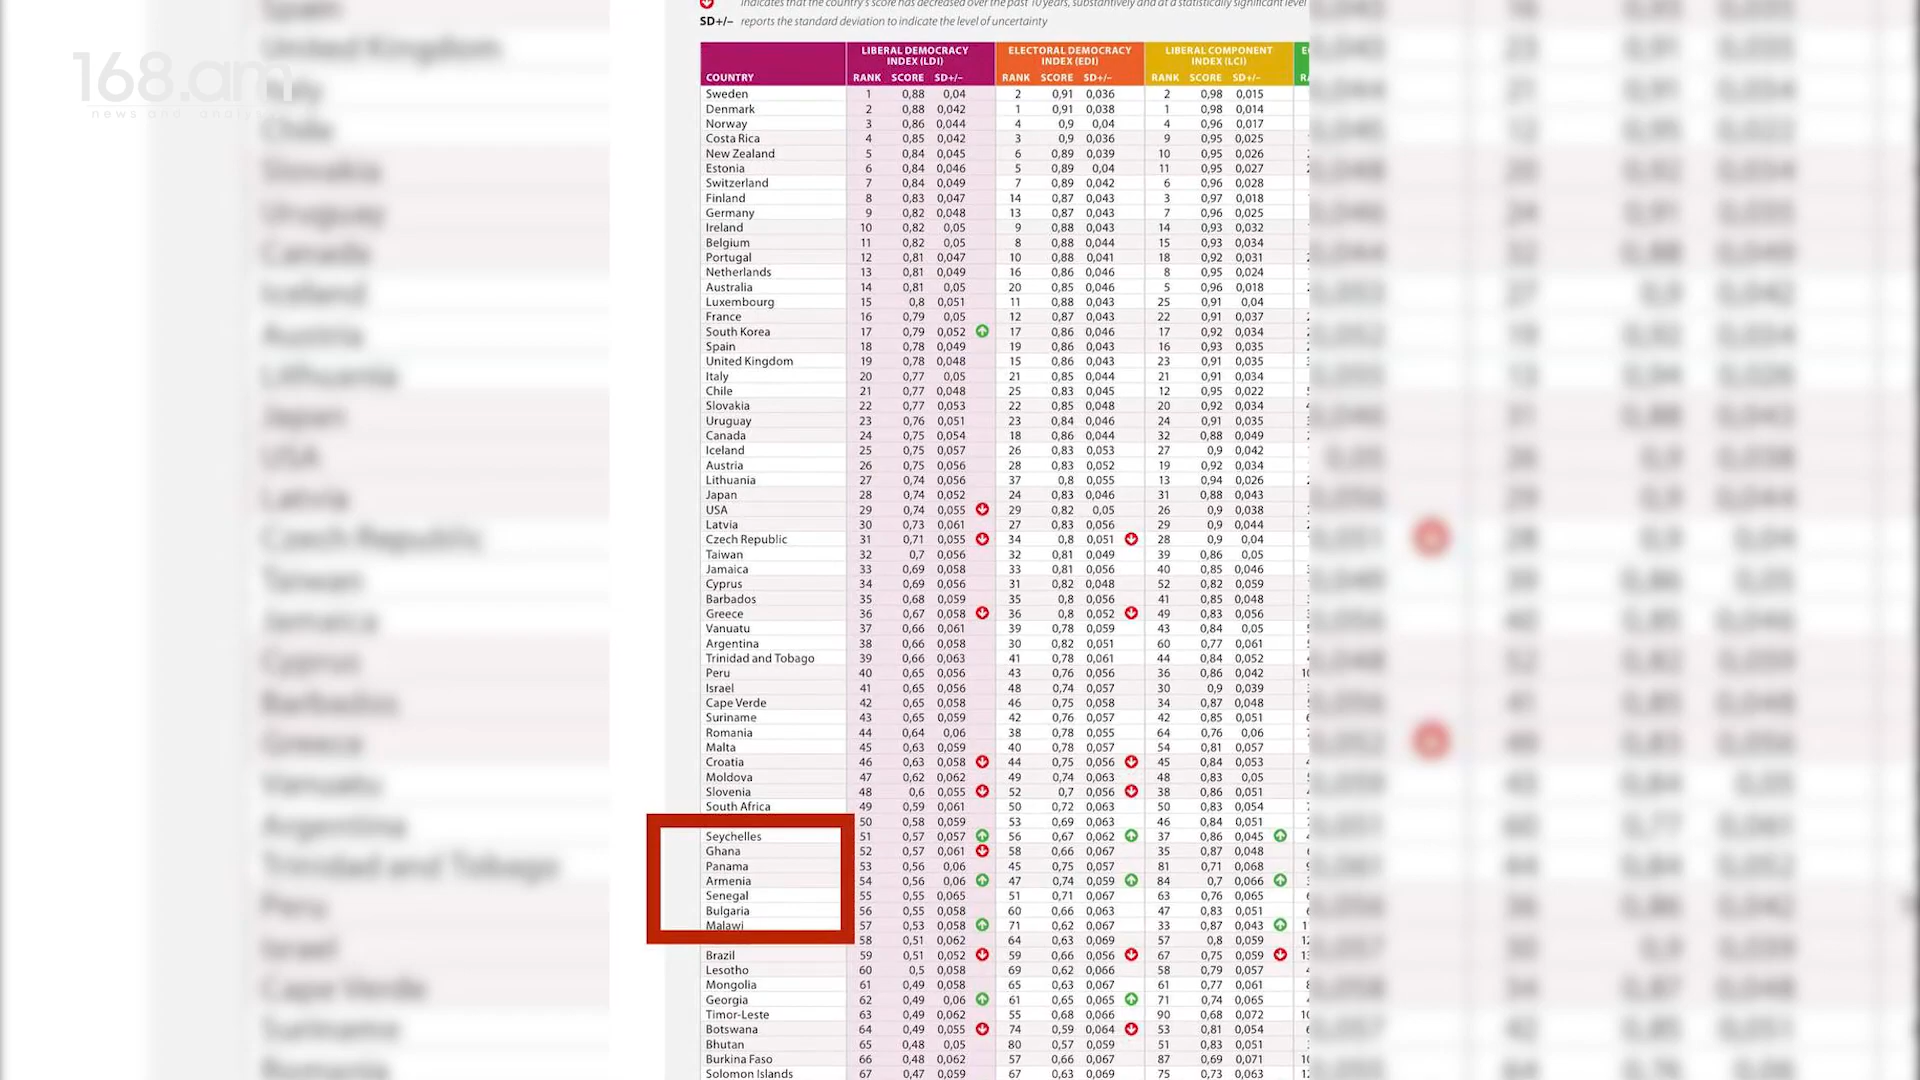 168.am
news and analysis
indicates that the country's score has decreased over the past 10 years, substantively and at a statistically significant level
SD+/– reports the standard deviation to indicate the level of uncertainty
LIBERAL DEMOCRACY INDEX (LDI) ELECTORAL DEMOCRACY INDEX (EDI) LIBERAL COMPONENT INDEX (LCI)
COUNTRY RANK SCORE SD+/– RANK SCORE SD+/– RANK SCORE SD+/–
Sweden 1 0,88 0,04 2 0,91 0,036 2 0,98 0,015
Denmark 2 0,88 0,042 1 0,91 0,038 1 0,98 0,014
Norway 3 0,86 0,044 4 0,9 0,04 4 0,96 0,017
Costa Rica 4 0,85 0,042 3 0,9 0,036 9 0,95 0,025
New Zealand 5 0,84 0,045 6 0,89 0,039 10 0,95 0,026
Estonia 6 0,84 0,046 5 0,89 0,04 11 0,95 0,027
Switzerland 7 0,84 0,049 7 0,89 0,042 6 0,96 0,028
Finland 8 0,83 0,047 14 0,87 0,043 3 0,97 0,018
Germany 9 0,82 0,048 13 0,87 0,043 7 0,96 0,025
Ireland 10 0,82 0,05 9 0,88 0,043 14 0,93 0,032
Belgium 11 0,82 0,05 8 0,88 0,044 15 0,93 0,034
Portugal 12 0,81 0,047 10 0,88 0,041 18 0,92 0,031
Netherlands 13 0,81 0,049 16 0,86 0,046 8 0,95 0,024
Australia 14 0,81 0,05 20 0,85 0,046 5 0,96 0,018
Luxembourg 15 0,8 0,051 11 0,88 0,043 25 0,91 0,04
France 16 0,79 0,05 12 0,87 0,043 22 0,91 0,037
South Korea 17 0,79 0,052 17 0,86 0,046 17 0,92 0,034
Spain 18 0,78 0,049 19 0,86 0,043 16 0,93 0,035
United Kingdom 19 0,78 0,048 15 0,86 0,043 23 0,91 0,035
Italy 20 0,77 0,05 21 0,85 0,044 21 0,91 0,034
Chile 21 0,77 0,048 25 0,83 0,045 12 0,95 0,022
Slovakia 22 0,77 0,053 22 0,85 0,048 20 0,92 0,034
Uruguay 23 0,76 0,051 23 0,84 0,046 24 0,91 0,035
Canada 24 0,75 0,054 18 0,86 0,044 32 0,88 0,049
Iceland 25 0,75 0,057 26 0,83 0,053 27 0,9 0,042
Austria 26 0,75 0,056 28 0,83 0,052 19 0,92 0,034
Lithuania 27 0,74 0,056 37 0,8 0,055 13 0,94 0,026
Japan 28 0,74 0,052 24 0,83 0,046 31 0,88 0,043
USA 29 0,74 0,055 29 0,82 0,05 26 0,9 0,038
Latvia 30 0,73 0,061 27 0,83 0,056 29 0,9 0,044
Czech Republic 31 0,71 0,055 34 0,8 0,051 28 0,9 0,04
Taiwan 32 0,7 0,056 32 0,81 0,049 39 0,86 0,05
Jamaica 33 0,69 0,058 33 0,81 0,056 40 0,85 0,046
Cyprus 34 0,69 0,056 31 0,82 0,048 52 0,82 0,059
Barbados 35 0,68 0,059 35 0,8 0,056 41 0,85 0,048
Greece 36 0,67 0,058 36 0,8 0,052 49 0,83 0,056
Vanuatu 37 0,66 0,061 39 0,78 0,059 43 0,84 0,05
Argentina 38 0,66 0,058 30 0,82 0,051 60 0,77 0,061
Trinidad and Tobago 39 0,66 0,063 41 0,78 0,061 44 0,84 0,052
Peru 40 0,65 0,056 43 0,76 0,056 36 0,86 0,042
Israel 41 0,65 0,056 48 0,74 0,057 30 0,9 0,039
Cape Verde 42 0,65 0,058 46 0,75 0,058 34 0,87 0,048
Suriname 43 0,65 0,059 42 0,76 0,057 42 0,85 0,051
Romania 44 0,64 0,06 38 0,78 0,055 64 0,76 0,06
Malta 45 0,63 0,059 40 0,78 0,057 54 0,81 0,057
Croatia 46 0,63 0,058 44 0,75 0,056 45 0,84 0,053
Moldova 47 0,62 0,062 49 0,74 0,063 48 0,83 0,05
Slovenia 48 0,6 0,055 52 0,7 0,056 38 0,86 0,051
South Africa 49 0,59 0,061 50 0,72 0,063 50 0,83 0,054
50 0,58 0,059 53 0,69 0,063 46 0,84 0,051
Seychelles 51 0,57 0,057 56 0,67 0,062 37 0,86 0,045
Ghana 52 0,57 0,061 58 0,66 0,067 35 0,87 0,048
Panama 53 0,56 0,06 45 0,75 0,057 81 0,71 0,068
Armenia 54 0,56 0,06 47 0,74 0,059 84 0,7 0,066
Senegal 55 0,55 0,065 51 0,71 0,067 63 0,76 0,065
Bulgaria 56 0,55 0,058 60 0,66 0,063 47 0,83 0,051
Malawi 57 0,53 0,058 71 0,62 0,067 33 0,87 0,043
58 0,51 0,062 64 0,63 0,069 57 0,8 0,059
Brazil 59 0,51 0,052 59 0,66 0,056 67 0,75 0,059
Lesotho 60 0,5 0,058 69 0,62 0,066 58 0,79 0,057
Mongolia 61 0,49 0,058 65 0,63 0,067 61 0,77 0,061
Georgia 62 0,49 0,06 61 0,65 0,065 71 0,74 0,065
Timor-Leste 63 0,49 0,062 55 0,68 0,066 90 0,68 0,072
Botswana 64 0,49 0,055 74 0,59 0,064 53 0,81 0,054
Bhutan 65 0,48 0,05 80 0,57 0,059 51 0,83 0,051
Burkina Faso 66 0,48 0,062 57 0,66 0,067 87 0,69 0,071
Solomon Islands 67 0,47 0,059 67 0,63 0,069 75 0,73 0,063